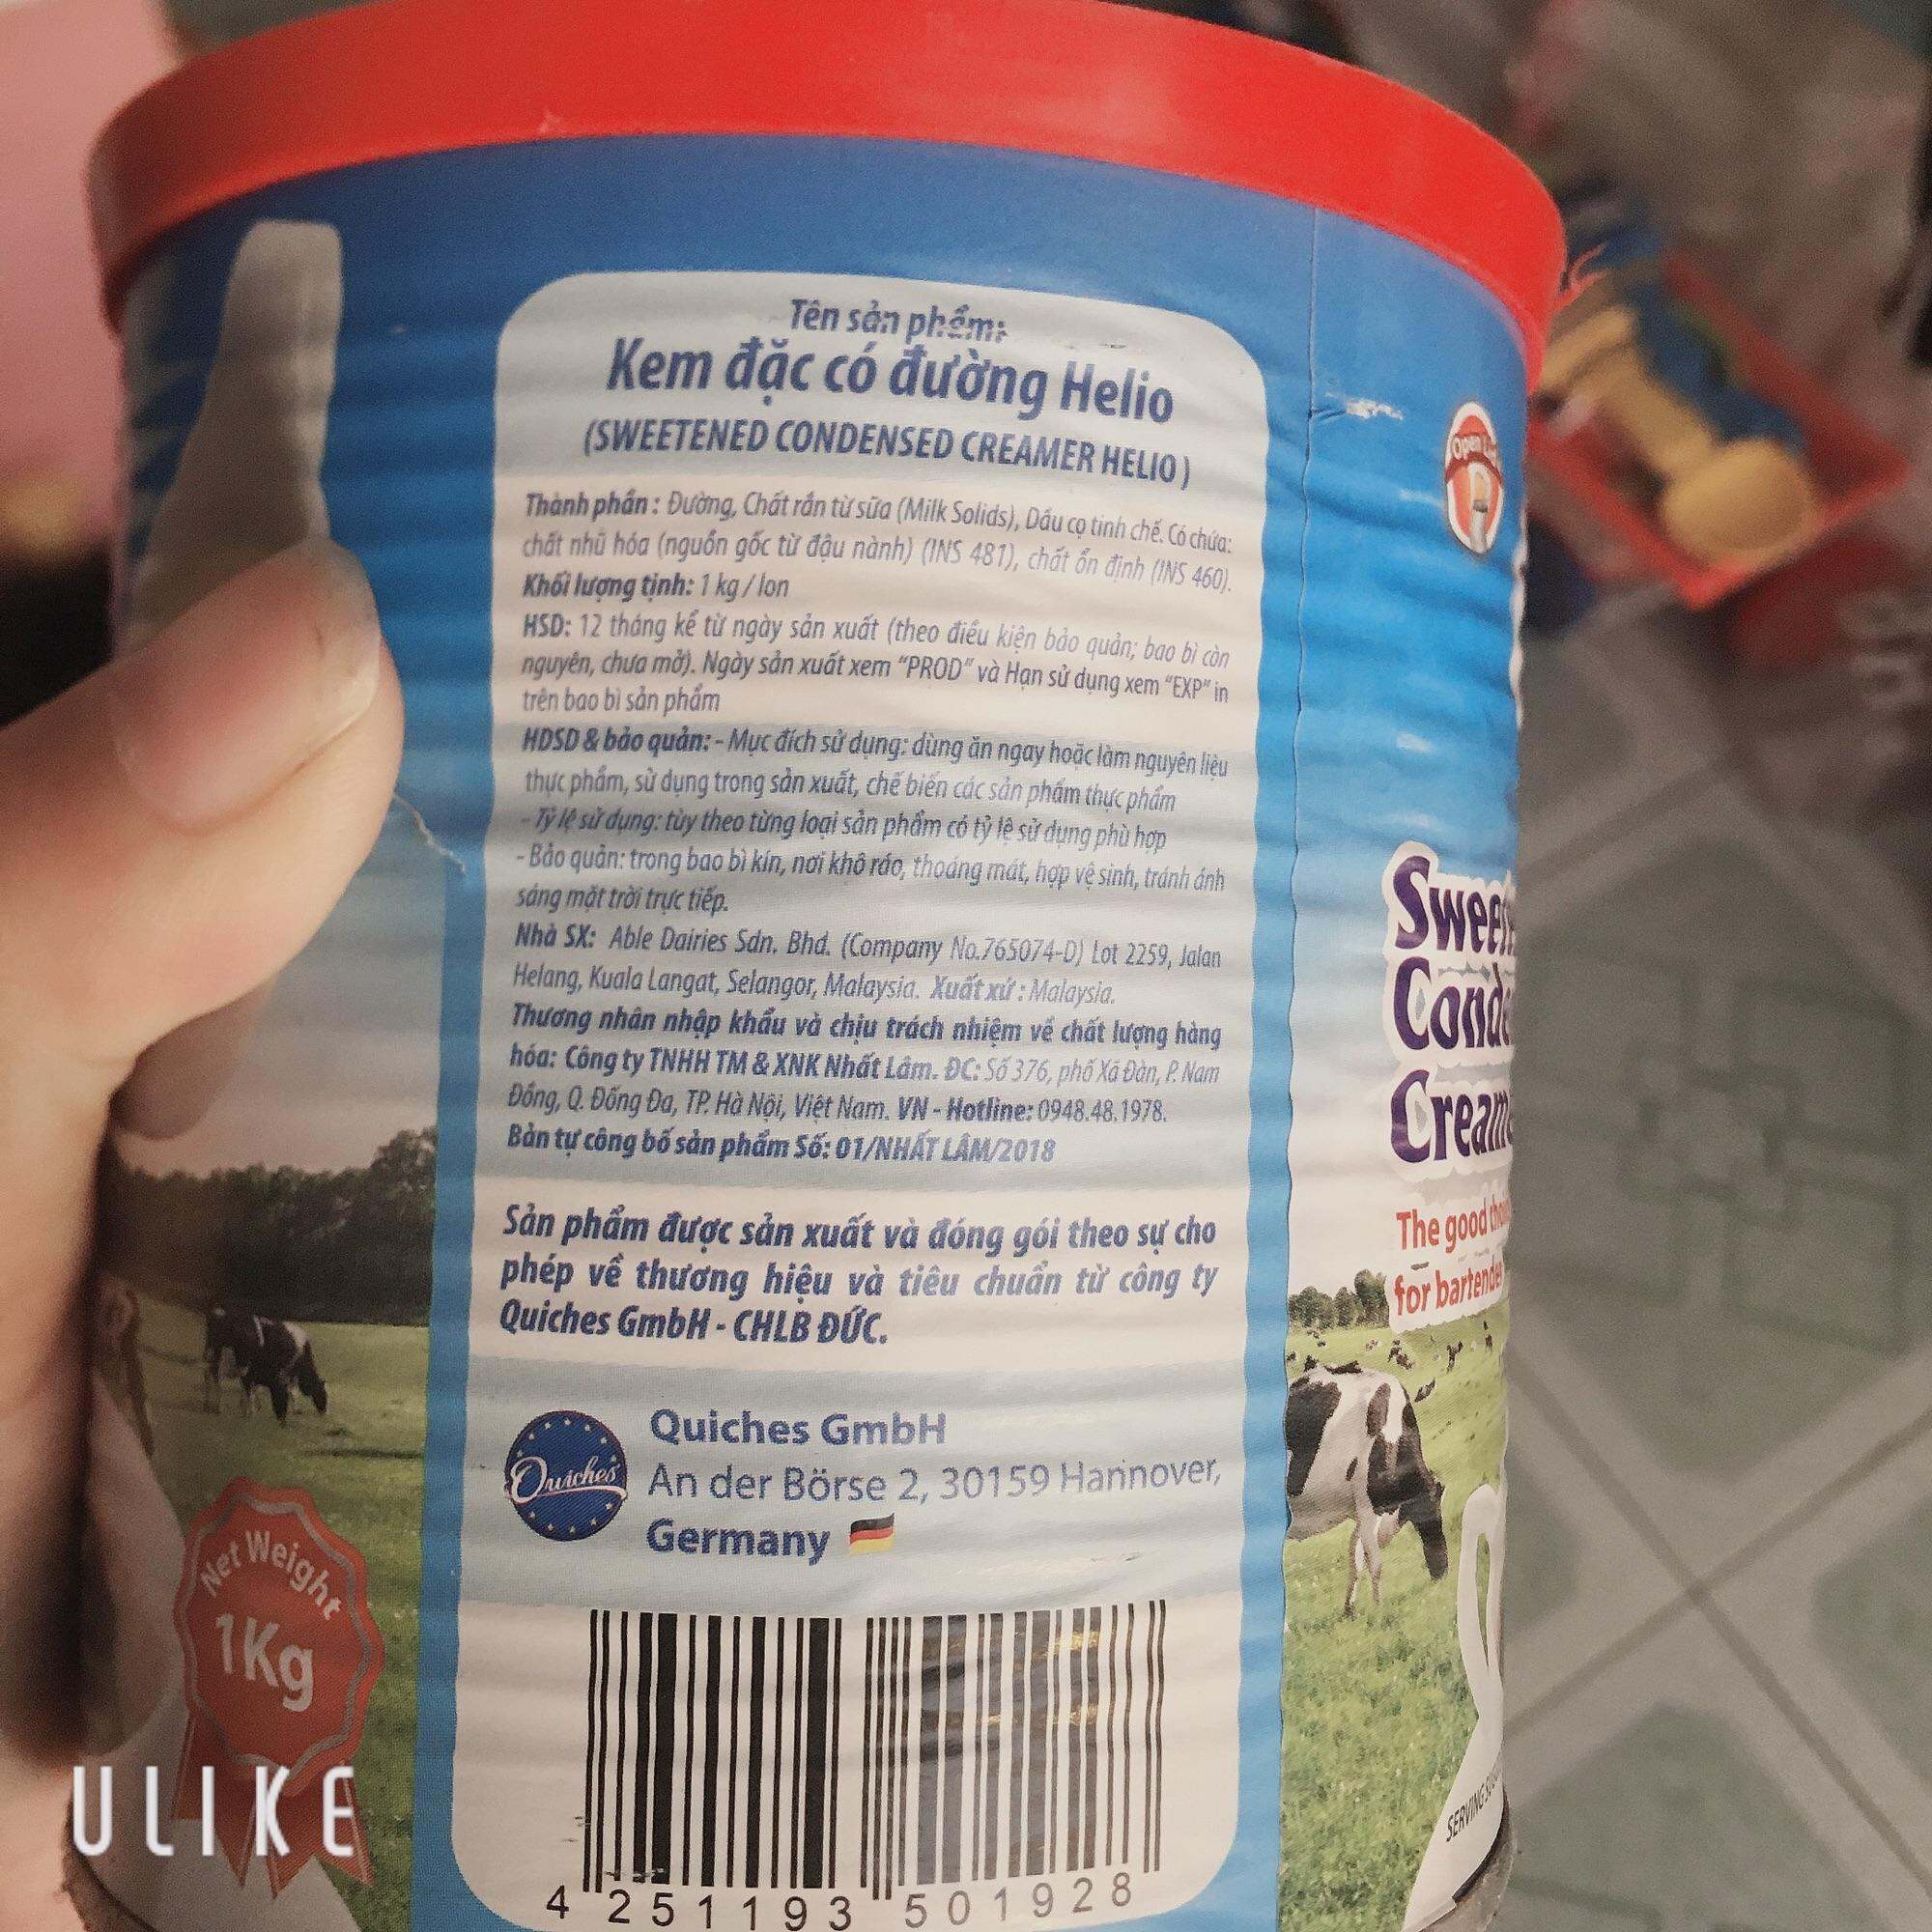 Tên sản phẩm:
Kem đặc có đường Helio
(SWEETENED CONDENSED CREAMER HELIO)
Thành phần : Đường, Chất rắn từ sữa (Milk Solids), Dầu cọ tinh chế. Có chứa:
chất nhũ hóa (nguồn gốc từ đậu nành) (INS 481), chất ổn định (INS 460).
Khối lượng tịnh: 1 kg / lon
HSD: 12 tháng kể từ ngày sản xuất (theo điều kiện bảo quản; bao bì còn
nguyên, chưa mở). Ngày sản xuất xem "PROD" và Hạn sử dụng xem "EXP" in
trên bao bì sản phẩm
HDSD & bảo quản: - Mục đích sử dụng: dùng ăn ngay hoặc làm nguyên liệu
thực phẩm, sử dụng trong sản xuất, chế biến các sản phẩm thực phẩm
- Tỷ lệ sử dụng: tùy theo từng loại sản phẩm có tỷ lệ sử dụng phù hợp
- Bảo quản: trong bao bì kín, nơi khô ráo, thoáng mát, hợp vệ sinh, tránh ánh
sáng mặt trời trực tiếp.
Nhà SX: Able Dairies Sdn. Bhd. (Company No.765074-D) Lot 2259, Jalan
Helang, Kuala Langat, Selangor, Malaysia. Xuất xứ : Malaysia.
Thương nhân nhập khẩu và chịu trách nhiệm về chất lượng hàng
hóa: Công ty TNHH TM & XNK Nhất Lâm. ĐC: Số 376, phố Xã Đàn, P. Nam
Đồng, Q. Đống Đa, TP. Hà Nội, Việt Nam. VN - Hotline: 0948.48.1978.
Bản tự công bố sản phẩm Số: 01/NHẤT LÂM/2018
Sản phẩm được sản xuất và đóng gói theo sự cho
phép về thương hiệu và tiêu chuẩn từ công ty
Quiches GmbH - CHLB ĐỨC.
Quiches
Quiches GmbH
An der Börse 2, 30159 Hannover,
Germany
4 251193 501928
Net Weight
1Kg
Open
The good
for
SERVING
ULIKE